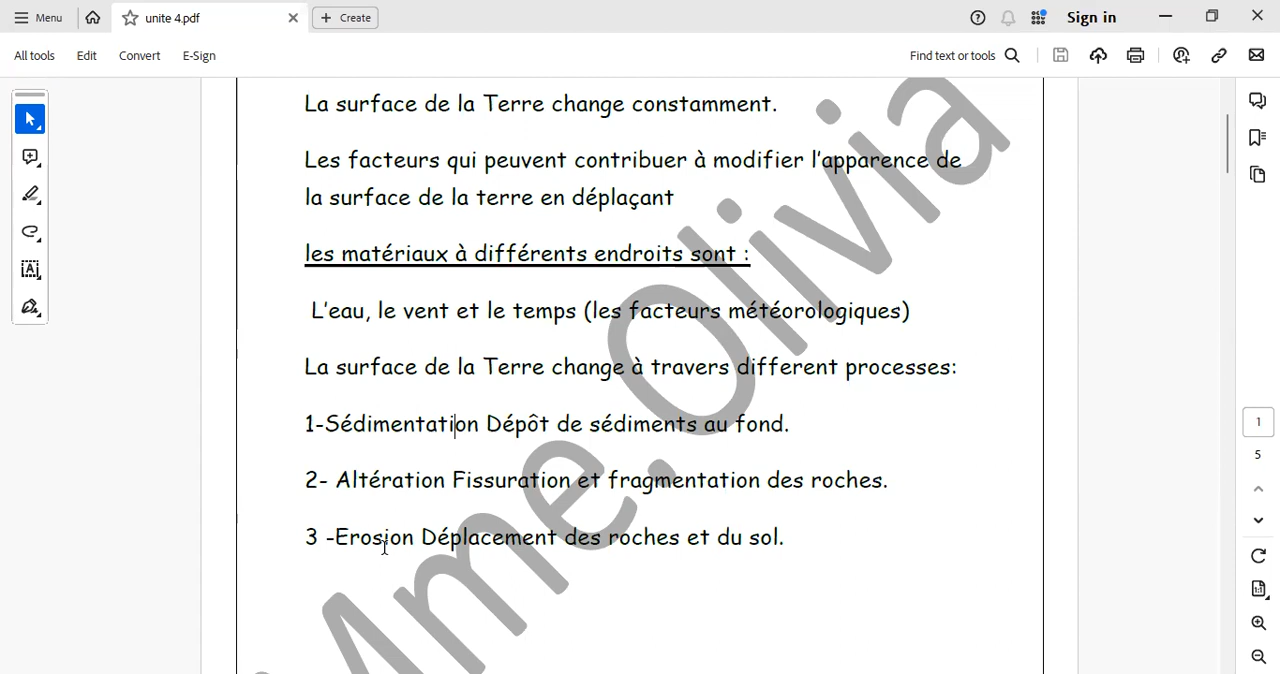 Menu
unite 4.pdf
Create
Sign in
All tools
Edit
Convert
E-Sign
Find text or tools
La surface de la Terre change constamment.
Les facteurs qui peuvent contribuer à modifier l'apparence de
la surface de la terre en déplaçant
les matériaux à différents endroits sont :
L'eau, le vent et le temps (les facteurs météorologiques)
La surface de la Terre change à travers different processes:
1-Sédimentation Dépôt de sédiments au fond.
2- Altération Fissuration et fragmentation des roches.
3 -Erosion Déplacement des roches et du sol.
Mme.Olivia
1
5